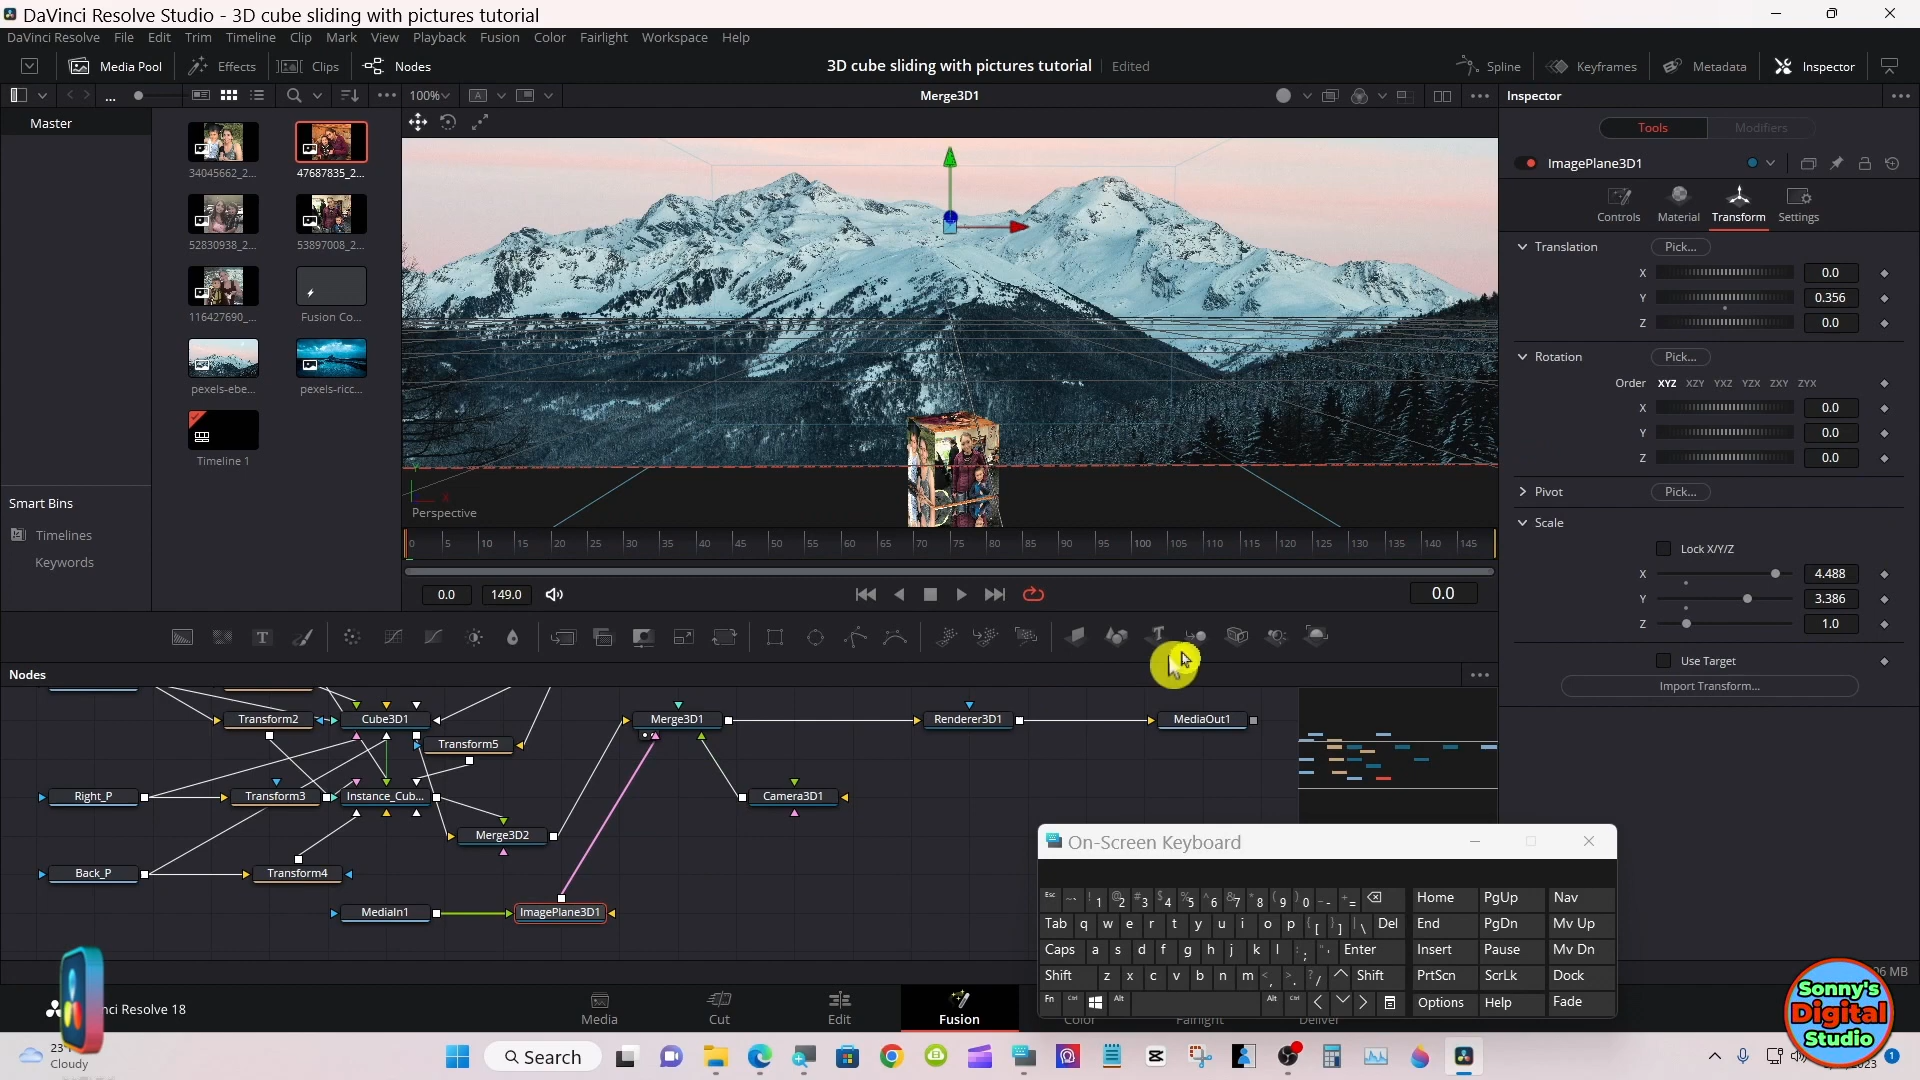 DaVinci Resolve Studio - 3D cube sliding with pictures tutorial
DaVinci Resolve File Edit Trim Timeline Clip Mark View Playback Fusion Color Fairlight Workspace Help
Media Pool Effects Clips Nodes
3D cube sliding with pictures tutorial Edited
Spline Keyframes Metadata Inspector
...
100%
A
Merge3D1
Inspector
Master
Tools Modifiers
34045662_2...
47687835_2...
52830938_2...
53897008_2...
116427690_...
Fusion Co...
pexels-ebe...
pexels-ricc...
Timeline 1
Smart Bins
Timelines
Keywords
Y
X
Perspective
0 5 10 15 20 25 30 35 40 45 50 55 60 65 70 75 80 85 90 95 100 105 110 115 120 125 130 135 140 145
0.0 149.0
0.0
ImagePlane3D1
Controls Material Transform Settings
Translation Pick...
X 0.0
Y 0.356
Z 0.0
Rotation Pick...
Order XYZ XZY YXZ YZX ZXY ZYX
X 0.0
Y 0.0
Z 0.0
Pivot Pick...
Scale
Lock X/Y/Z
X 4.488
Y 3.386
Z 1.0
Use Target
Import Transform...
T
T
Nodes
Transform2
Cube3D1
Transform5
Merge3D1
Renderer3D1
MediaOut1
Right_P
Transform3
Instance_Cub...
Camera3D1
Merge3D2
Back_P
Transform4
MediaIn1
ImagePlane3D1
On-Screen Keyboard
Esc ~ ` ! 1 @ 2 # 3 $ 4 % 5 ^ 6 & 7 * 8 ( 9 ) 0 _ - + = Home PgUp Nav
Tab q w e r t y u i o p { [ } ] | \ Del End PgDn Mv Up
Caps a s d f g h j k l : ; " ' Enter Insert Pause Mv Dn
Shift z x c v b n m < , > . ? / Shift PrtScn ScrLk Dock
Fn Ctrl Alt Alt Ctrl Options Help Fade
96 MB
nci Resolve 18
Media
Cut
Edit
Fusion
Color
Fairlight
Deliver
Sonny's
Digital
Studio
Cloudy
Search
2023
1